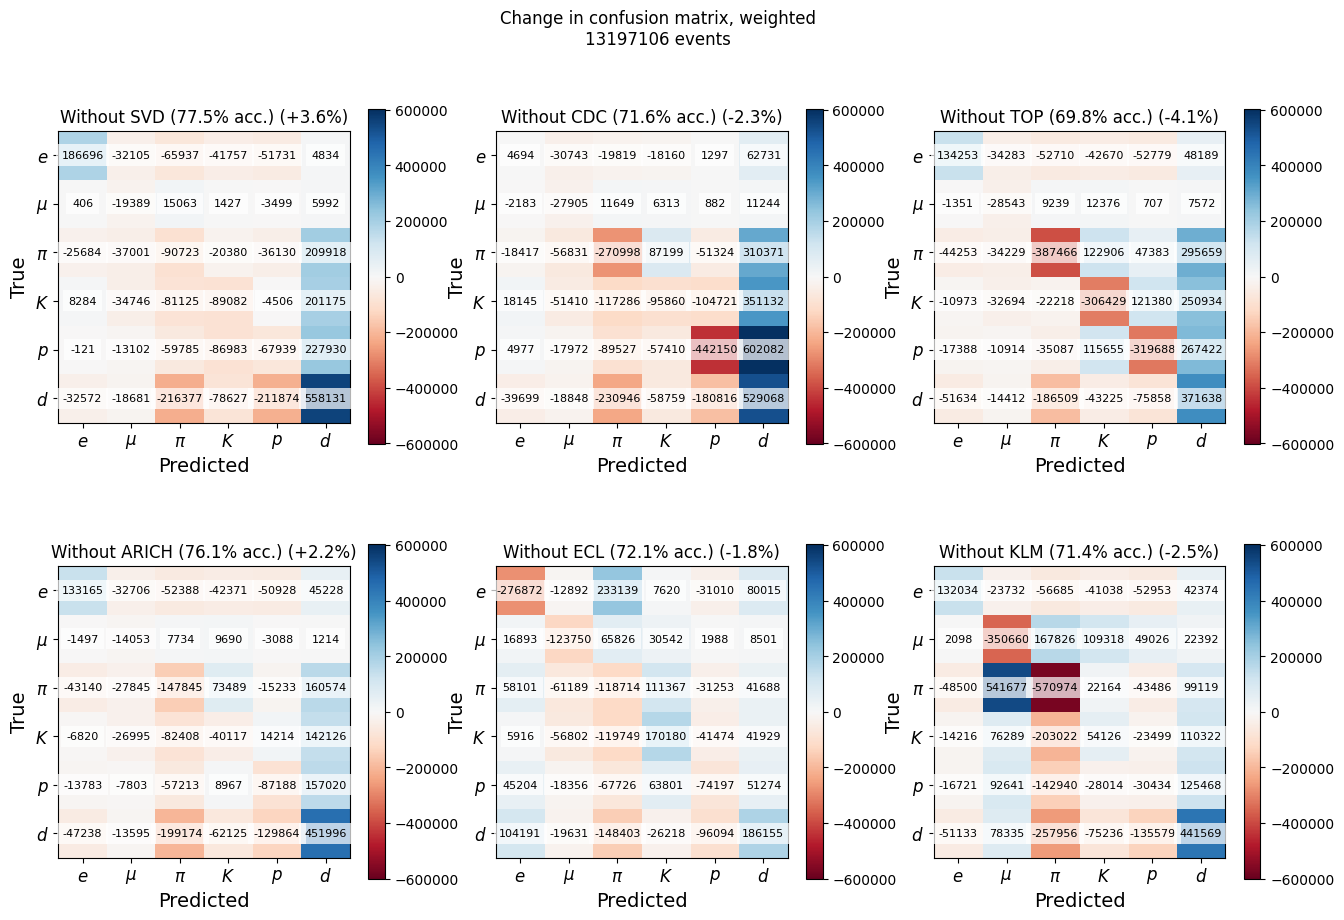 Change in confusion matrix, weighted
13197106 events
Without SVD (77.5% acc.) (+3.6%)
True
e 186696 -32105 -65937 -41757 -51731 4834
μ 406 -19389 15063 1427 -3499 5992
π -25684 -37001 -90723 -20380 -36130 209918
K 8284 -34746 -81125 -89082 -4506 201175
p -121 -13102 -59785 -86983 -67939 227930
d -32572 -18681 -216377 -78627 -211874 558131
e μ π K p d
Predicted
600000
400000
200000
0
−200000
−400000
−600000
Without CDC (71.6% acc.) (-2.3%)
True
e 4694 -30743 -19819 -18160 1297 62731
μ -2183 -27905 11649 6313 882 11244
π -18417 -56831 -270998 87199 -51324 310371
K 18145 -51410 -117286 -95860 -104721 351132
p 4977 -17972 -89527 -57410 -442150 602082
d -39699 -18848 -230946 -58759 -180816 529068
e μ π K p d
Predicted
600000
400000
200000
0
−200000
−400000
−600000
Without TOP (69.8% acc.) (-4.1%)
True
e 134253 -34283 -52710 -42670 -52779 48189
μ -1351 -28543 9239 12376 707 7572
π -44253 -34229 -387466 122906 47383 295659
K -10973 -32694 -22218 -306429 121380 250934
p -17388 -10914 -35087 115655 -319688 267422
d -51634 -14412 -186509 -43225 -75858 371638
e μ π K p d
Predicted
600000
400000
200000
0
−200000
−400000
−600000
Without ARICH (76.1% acc.) (+2.2%)
True
e 133165 -32706 -52388 -42371 -50928 45228
μ -1497 -14053 7734 9690 -3088 1214
π -43140 -27845 -147845 73489 -15233 160574
K -6820 -26995 -82408 -40117 14214 142126
p -13783 -7803 -57213 8967 -87188 157020
d -47238 -13595 -199174 -62125 -129864 451996
e μ π K p d
Predicted
600000
400000
200000
0
−200000
−400000
−600000
Without ECL (72.1% acc.) (-1.8%)
True
e -276872 -12892 233139 7620 -31010 80015
μ 16893 -123750 65826 30542 1988 8501
π 58101 -61189 -118714 111367 -31253 41688
K 5916 -56802 -119749 170180 -41474 41929
p 45204 -18356 -67726 63801 -74197 51274
d 104191 -19631 -148403 -26218 -96094 186155
e μ π K p d
Predicted
600000
400000
200000
0
−200000
−400000
−600000
Without KLM (71.4% acc.) (-2.5%)
True
e 132034 -23732 -56685 -41038 -52953 42374
μ 2098 -350660 167826 109318 49026 22392
π -48500 541677 -570974 22164 -43486 99119
K -14216 76289 -203022 54126 -23499 110322
p -16721 92641 -142940 -28014 -30434 125468
d -51133 78335 -257956 -75236 -135579 441569
e μ π K p d
Predicted
600000
400000
200000
0
−200000
−400000
−600000